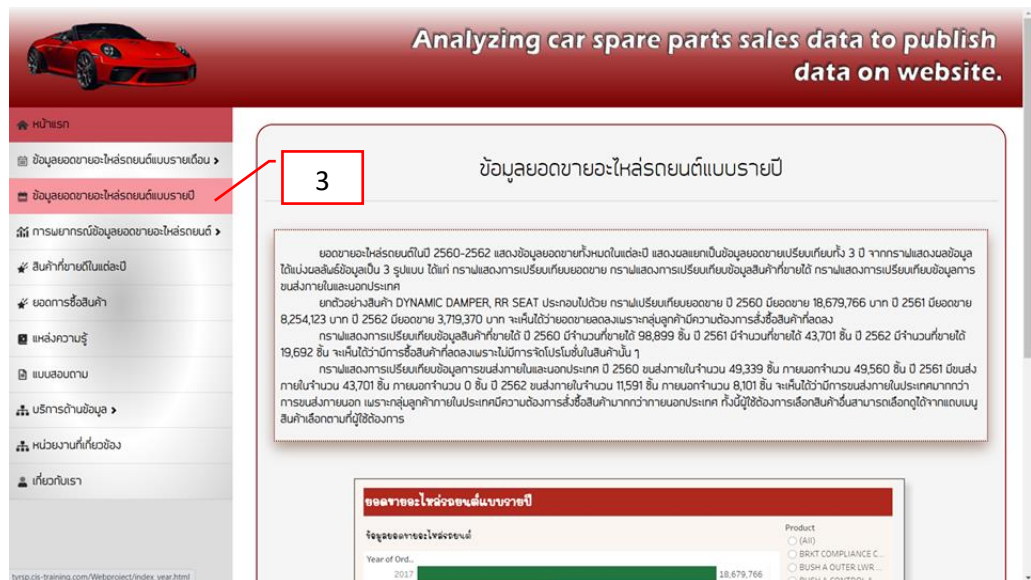 Analyzing car spare parts sales data to publish
data on website.
หน้าแรก
ข้อมูลยอดขายอะไหล่รถยนต์แบบรายเดือน
ข้อมูลยอดขายอะไหล่รถยนต์แบบรายปี
การพยากรณ์ข้อมูลยอดขายอะไหล่รถยนต์
สินค้าที่ขายดีในแต่ละปี
ยอดการซื้อสินค้า
แหล่งความรู้
แบบสอบถาม
บริการด้านข้อมูล
หน่วยงานที่เกี่ยวข้อง
เกี่ยวกับเรา
3
ข้อมูลยอดขายอะไหล่รถยนต์แบบรายปี
ยอดขายอะไหล่รถยนต์ในปี 2560-2562 แสดงข้อมูลยอดขายทั้งหมดในแต่ละปี แสดงผลแยกเป็นข้อมูลยอดขายเปรียบเทียบทั้ง 3 ปี จากกราฟแสดงผลข้อมูล
ได้แบ่งผลลัพธ์ข้อมูลเป็น 3 รูปแบบ ได้แก่ กราฟแสดงการเปรียบเทียบยอดขาย กราฟแสดงการเปรียบเทียบข้อมูลสินค้าที่ขายได้ กราฟแสดงการเปรียบเทียบข้อมูลการ
ขนส่งภายในและนอกประเทศ
ยกตัวอย่างสินค้า DYNAMIC DAMPER, RR SEAT ประกอบไปด้วย กราฟเปรียบเทียบยอดขาย ปี 2560 มียอดขาย 18,679,766 บาท ปี 2561 มียอดขาย
8,254,123 บาท ปี 2562 มียอดขาย 3,719,370 บาท จะเห็นได้ว่ายอดขายลดลงเพราะกลุ่มลูกค้ามีความต้องการสั่งซื้อสินค้าที่ลดลง
กราฟแสดงการเปรียบเทียบข้อมูลสินค้าที่ขายได้ ปี 2560 มีจำนวนที่ขายได้ 98,899 ชิ้น ปี 2561 มีจำนวนที่ขายได้ 43,701 ชิ้น ปี 2562 มีจำนวนที่ขายได้
19,692 ชิ้น จะเห็นได้ว่ามีการซื้อสินค้าที่ลดลงเพราะไม่มีการจัดโปรโมชั่นในสินค้านั้น ๆ
กราฟแสดงการเปรียบเทียบข้อมูลการขนส่งภายในและนอกประเทศ ปี 2560 ขนส่งภายในจำนวน 49,339 ชิ้น ภายนอกจำนวน 49,560 ชิ้น ปี 2561 มีขนส่ง
ภายในจำนวน 43,701 ชิ้น ภายนอกจำนวน 0 ชิ้น ปี 2562 ขนส่งภายในจำนวน 11,591 ชิ้น ภายนอกจำนวน 8,101 ชิ้น จะเห็นได้ว่ามีการขนส่งภายในประเทศมากกว่า
การขนส่งภายนอก เพราะกลุ่มลูกค้าภายในประเทศมีความต้องการสั่งซื้อสินค้ามากกว่าภายนอกประเทศ ทั้งนี้ผู้ใช้ต้องการเลือกสินค้าอื่นสามารถเลือกดูได้จากแถบเมนู
สินค้าเลือกตามที่ผู้ใช้ต้องการ
ยอดขายอะไหล่รถยนต์แบบรายปี
ข้อมูลยอดขายอะไหล่รถยนต์
Year of Ord..
2017
18,679,766
Product
(All)
BRKT COMPLIANCE C...
BUSH A OUTER LWR ...
tyrsp.cis-training.com/Webproject/index_year.html